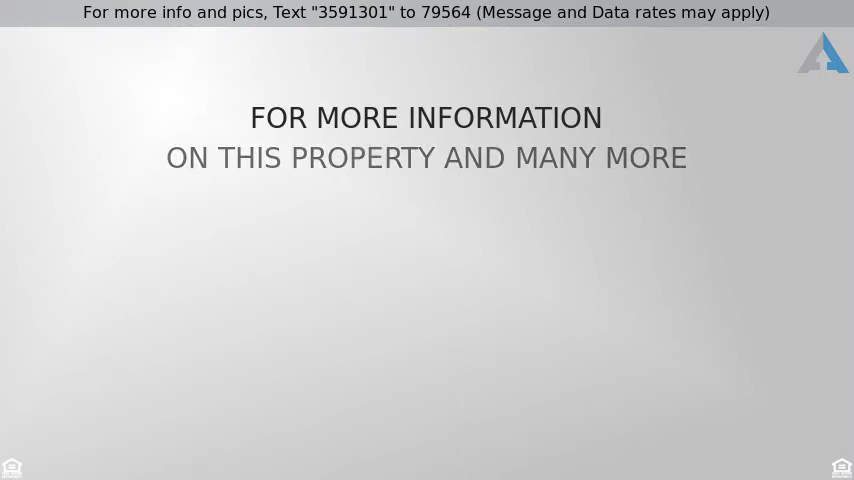 For more info and pics, Text "3591301" to 79564 (Message and Data rates may apply)
FOR MORE INFORMATION
ON THIS PROPERTY AND MANY MORE